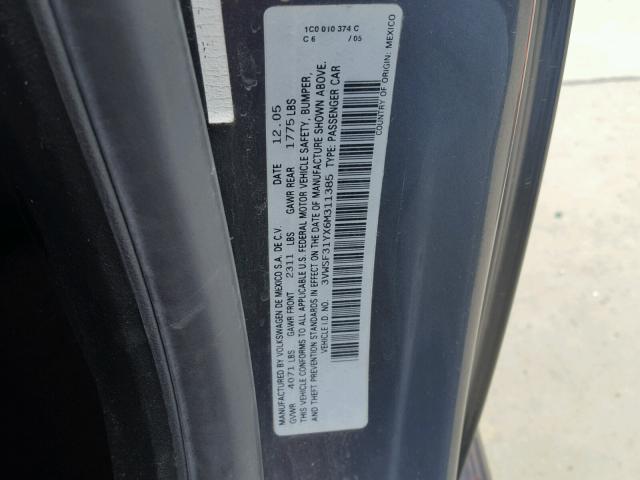 MANUFACTURED BY VOLKSWAGEN DE MEXICO S.A. DE C.V. DATE 12.05
GVWR 4071 LBS GAWR FRONT 2311 LBS GAWR REAR 1775 LBS
THIS VEHICLE CONFORMS TO ALL APPLICABLE U.S. FEDERAL MOTOR VEHICLE SAFETY, BUMPER,
AND THEFT PREVENTION STANDARDS IN EFFECT ON THE DATE OF MANUFACTURE SHOWN ABOVE.
VEHICLE I.D. NO. 3VWSF31YX6M311385 TYPE: PASSENGER CAR
1C0 010 374 C
C 6 / 05
COUNTRY OF ORIGIN: MEXICO